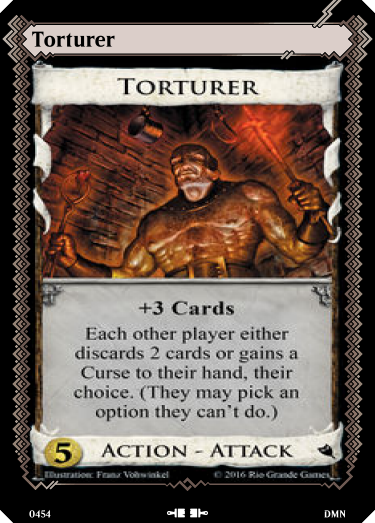 Torturer
TORTURER
+3 Cards
Each other player either
discards 2 cards or gains a
Curse to their hand, their
choice. (They may pick an
option they can't do.)
5 ACTION - ATTACK
Illustration: Franz Vohwinkel © 2016 Rio Grande Games
0454 DMN